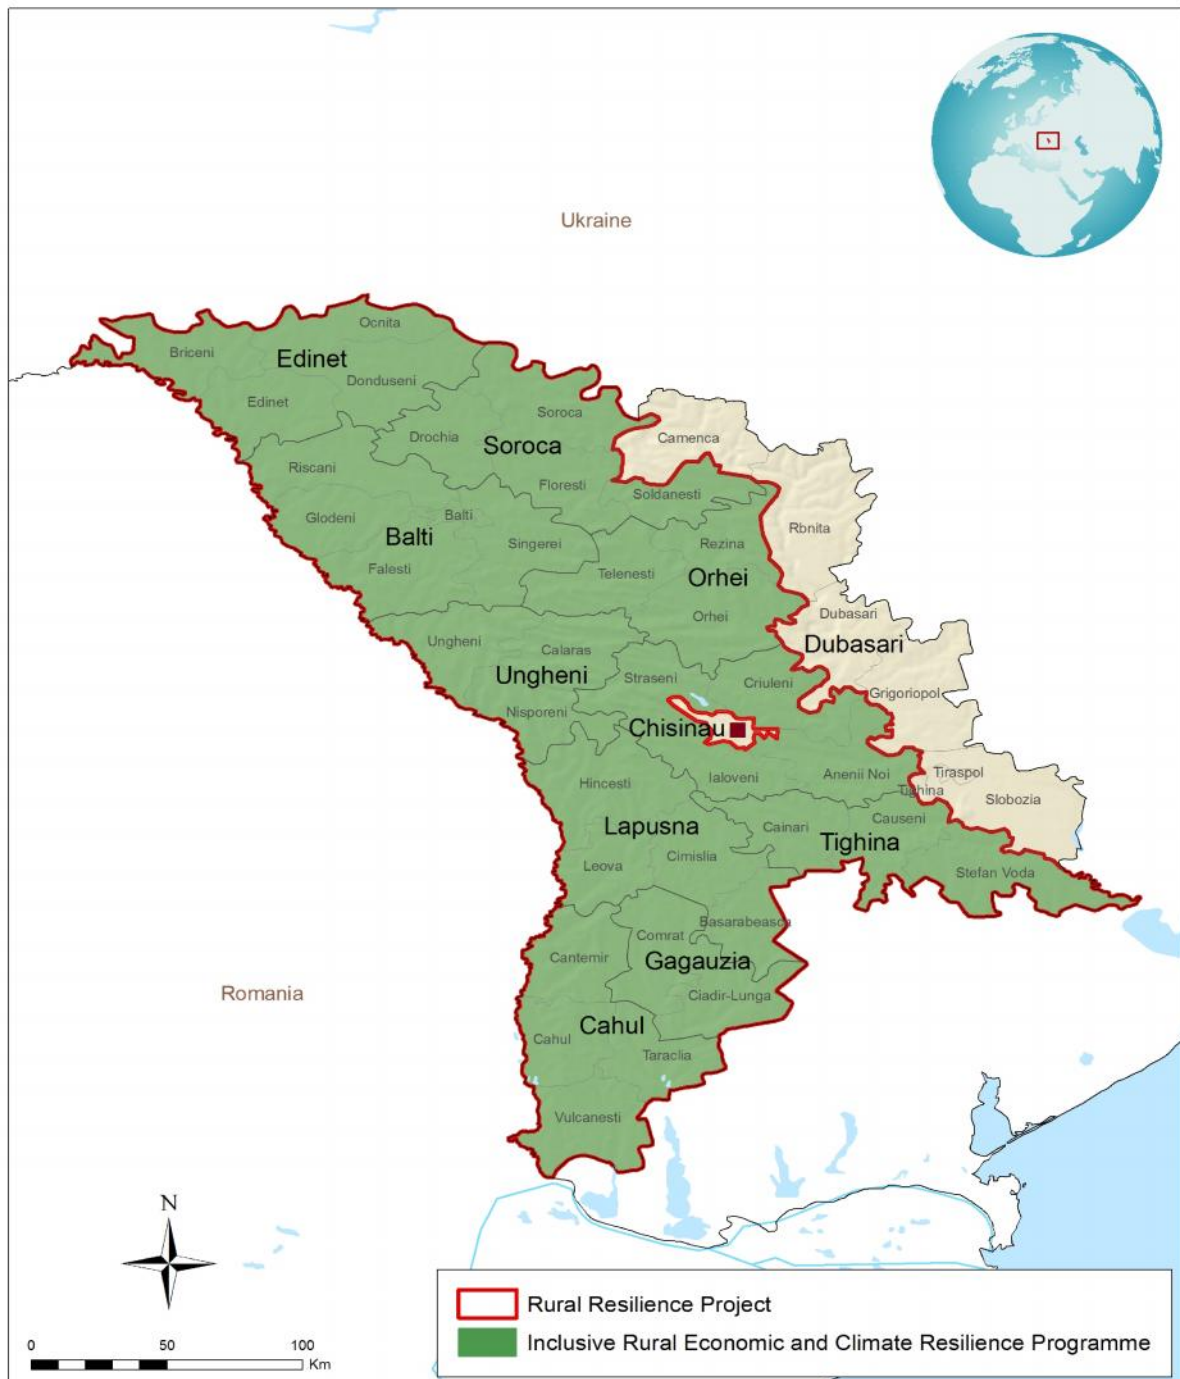 Ukraine
Ocnita
Briceni
Edinet
Donduseni
Edinet
Soroca
Drochia
Camenca
Soroca
Riscani
Floresti
Soldanesti
Glodeni
Balti
Rbnita
Balti
Singerei
Rezina
Falesti
Telenesti
Orhei
Orhei
Dubasari
Ungheni
Calaras
Dubasari
Ungheni
Straseni
Criuleni
Grigoriopol
Nisporeni
Chisinau
Hincesti
Ialoveni
Anenii Noi
Tiraspol
Tighina
Slobozia
Lapusna
Cainari
Causeni
Tighina
Leova
Cimislia
Stefan Voda
Basarabeasca
Comrat
Cantemir
Gagauzia
Romania
Ciadir-Lunga
Cahul
Cahul
Taraclia
Vulcanesti
N
Rural Resilience Project
Inclusive Rural Economic and Climate Resilience Programme
0 50 100
Km